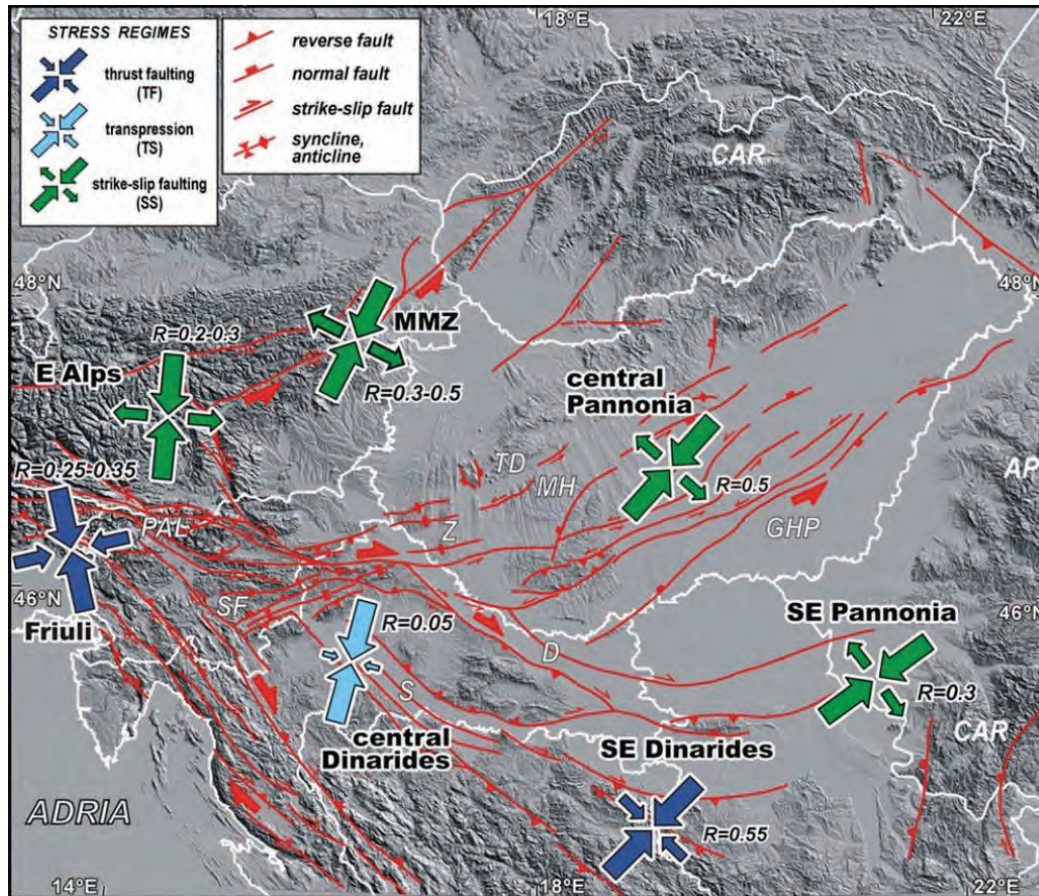 STRESS REGIMES
thrust faulting
(TF)
transpression
(TS)
strike-slip faulting
(SS)
reverse fault
normal fault
strike-slip fault
syncline,
anticline
18°E
22°E
CAR
48°N
48°N
R=0.2-0.3
MMZ
E Alps
R=0.3-0.5
central
Pannonia
R=0.25-0.35
TD
MH
R=0.5
AP
PAL
Z
GHP
46°N
SF
46°N
Friuli
R=0.05
SE Pannonia
D
S
R=0.3
central
Dinarides
SE Dinarides
CAR
ADRIA
R=0.55
14°E
18°E
22°E